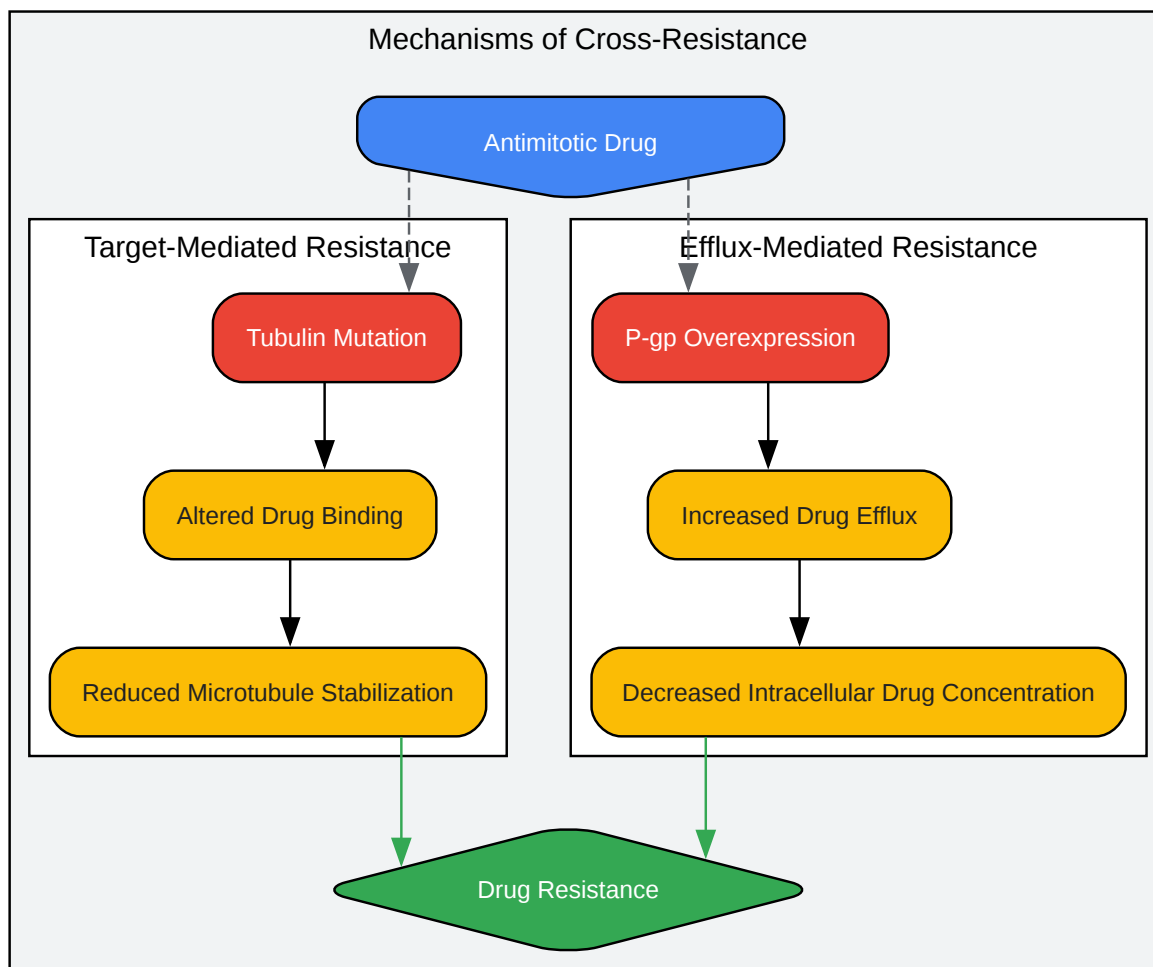 Mechanisms of Cross-Resistance
Antimitotic Drug
Target-Mediated Resistance
Tubulin Mutation
Altered Drug Binding
Reduced Microtubule Stabilization
Efflux-Mediated Resistance
P-gp Overexpression
Increased Drug Efflux
Decreased Intracellular Drug Concentration
Drug Resistance